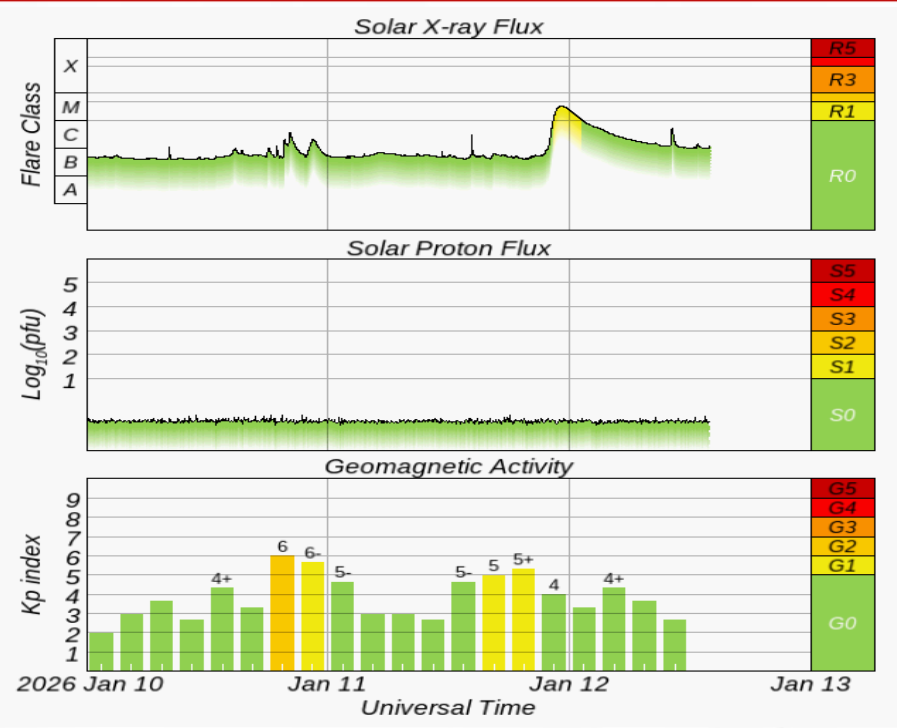 Solar X-ray Flux
Flare Class
X
M
C
B
A
R5
R3
R1
R0
Solar Proton Flux
Log10(pfu)
5
4
3
2
1
S5
S4
S3
S2
S1
S0
Geomagnetic Activity
Kp index
9
8
7
6
5
4
3
2
1
4+
6
6-
5-
5-
5
5+
4
4+
G5
G4
G3
G2
G1
G0
2026 Jan 10 Jan 11 Jan 12 Jan 13
Universal Time